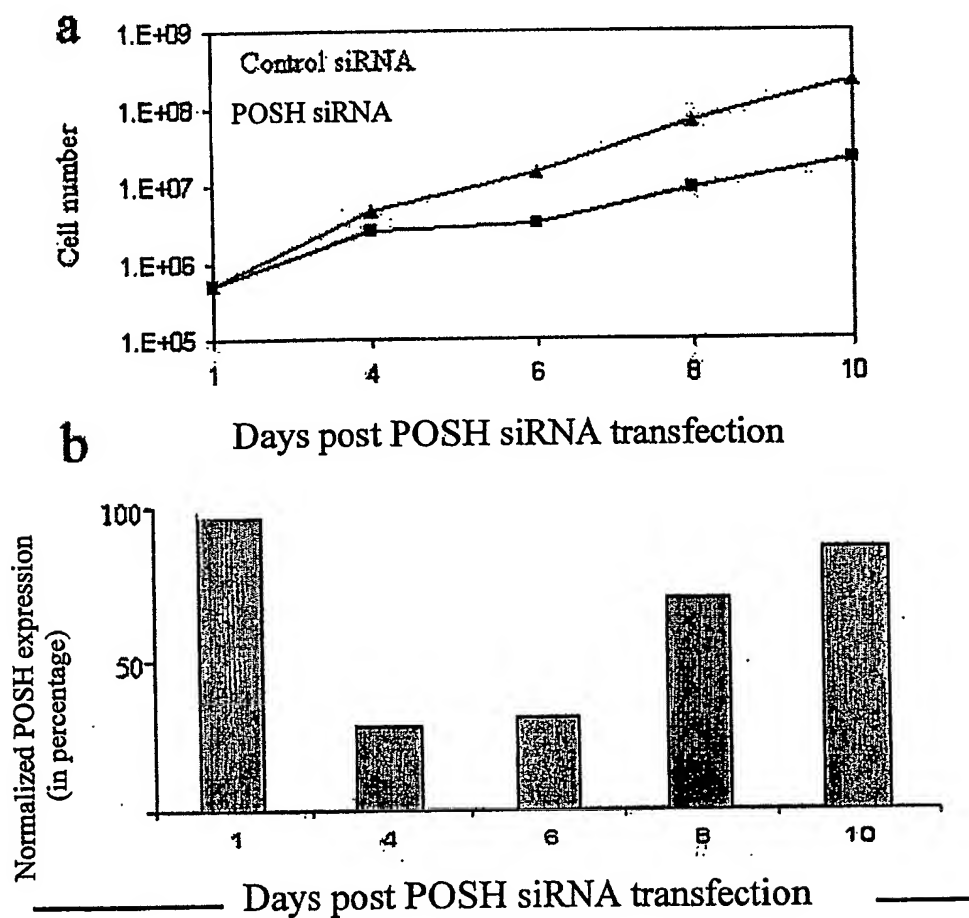 a
1.E+09
Control siRNA
1.E+08
POSH siRNA
1.E+07
1.E+06
1.E+05
Cell number
1 4 6 8 10
Days post POSH siRNA transfection
b
100
50
Normalized POSH expression
(in percentage)
1 4 6 8 10
Days post POSH siRNA transfection